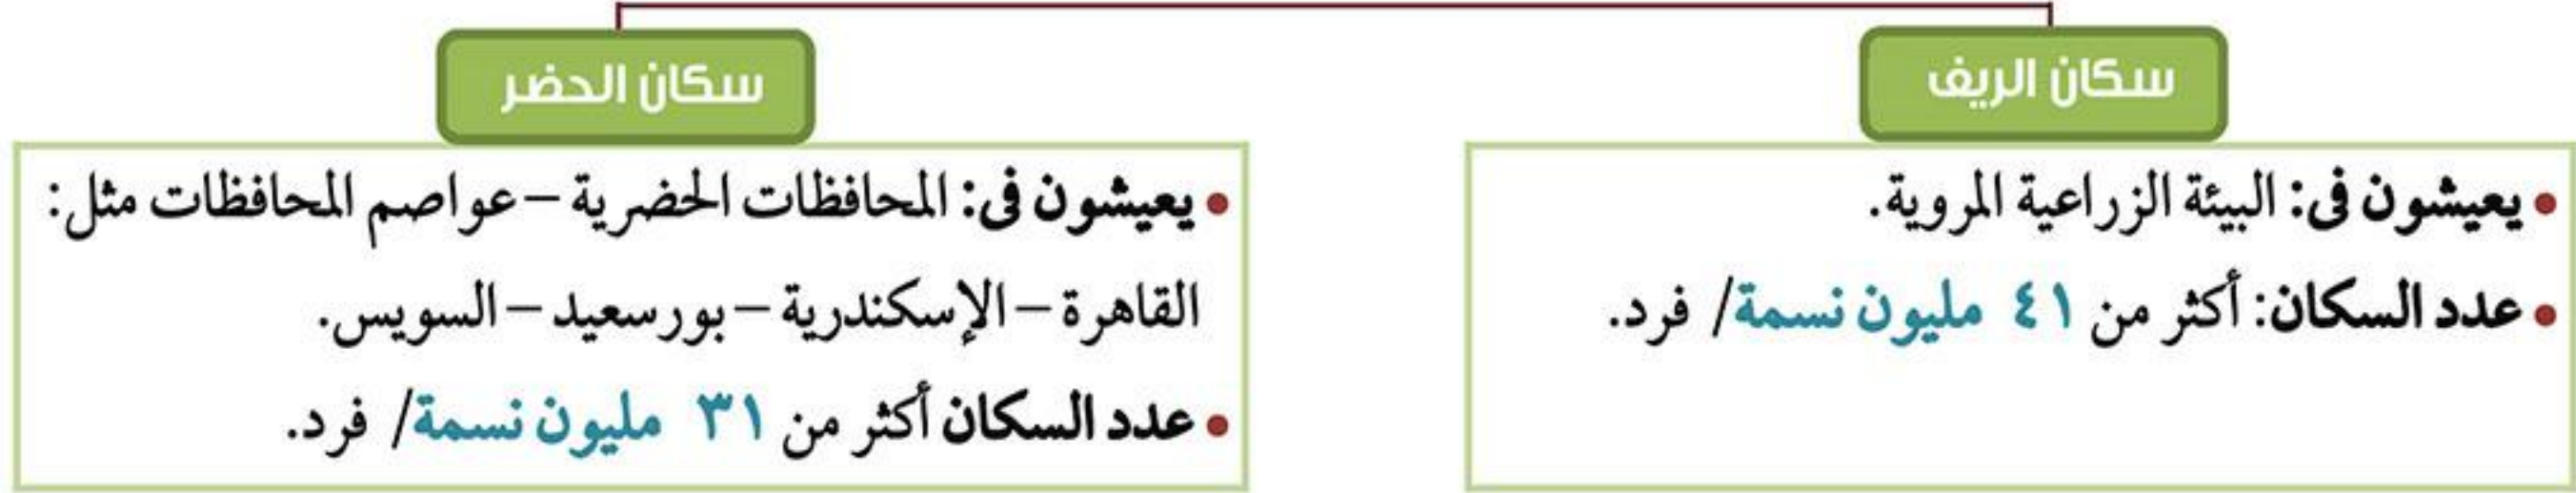 سكان الريف
• يعيشون فى: البيئة الزراعية المروية.
• عدد السكان: أكثر من ٤١ مليون نسمة/ فرد.
سكان الحضر
• يعيشون فى: المحافظات الحضرية – عواصم المحافظات مثل:
القاهرة – الإسكندرية – بورسعيد – السويس.
• عدد السكان أكثر من ٣١ مليون نسمة/ فرد.